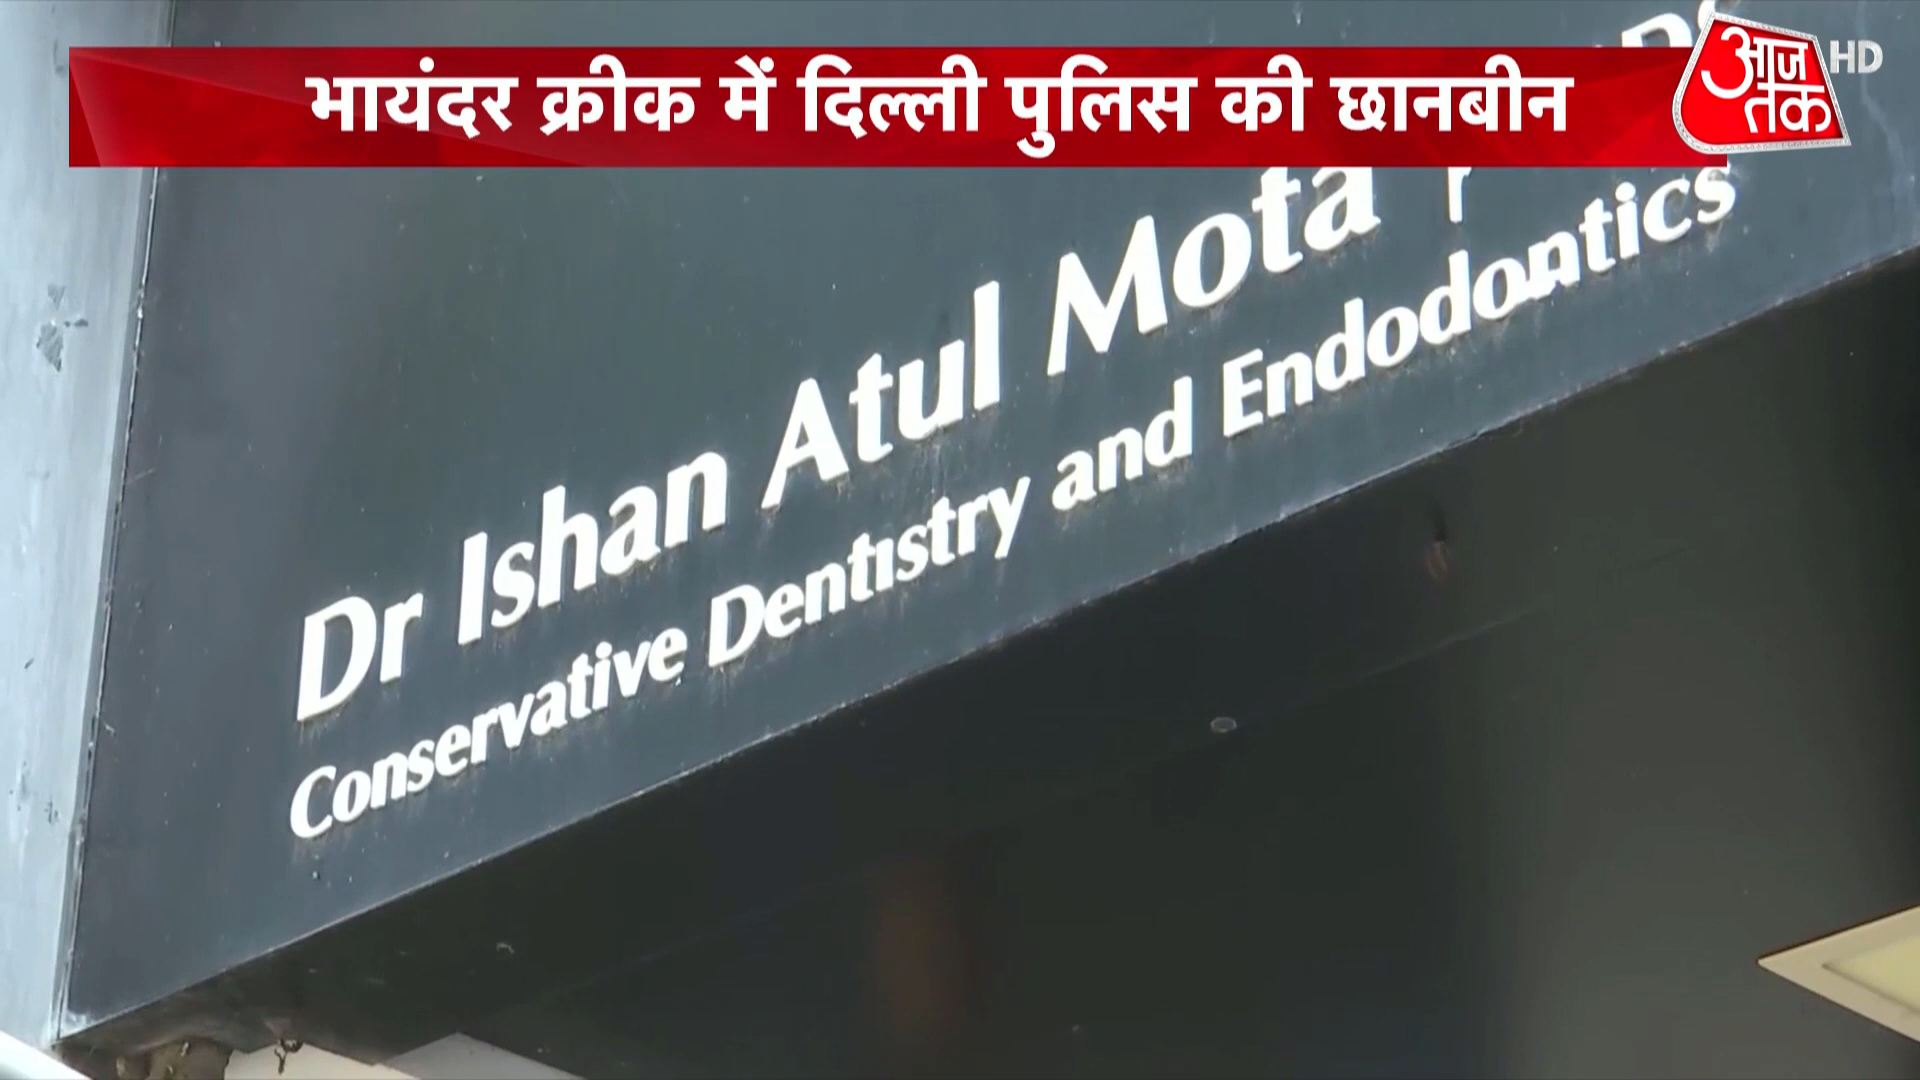 भायंदर क्रीक में दिल्ली पुलिस की छानबीन
आज तक HD
Dr Ishan Atul Mota
Conservative Dentistry and Endodontics